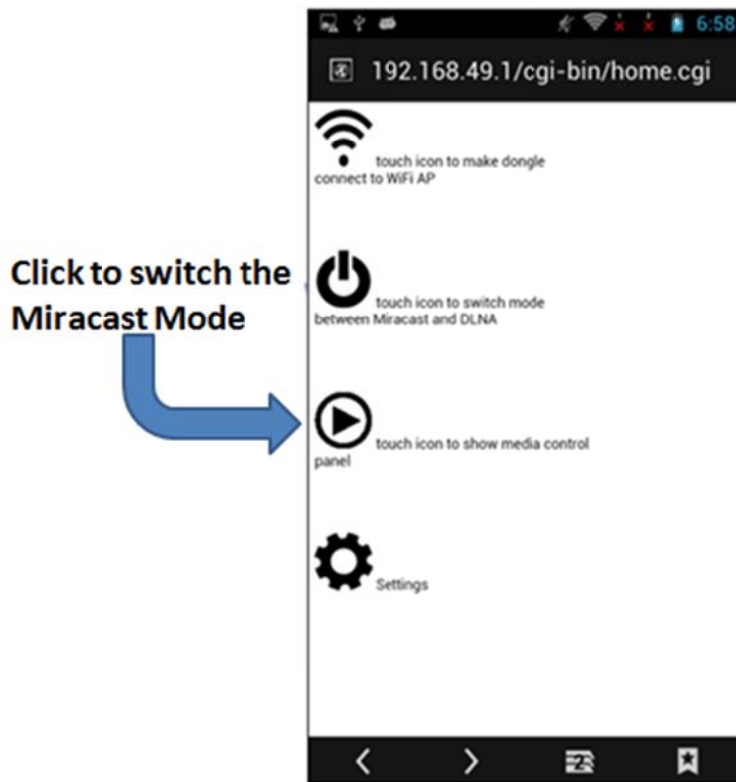 6:58
192.168.49.1/cgi-bin/home.cgi
touch icon to make dongle
connect to WiFi AP
Click to switch the
Miracast Mode
touch icon to switch mode
between Miracast and DLNA
touch icon to show media control
panel
Settings
2